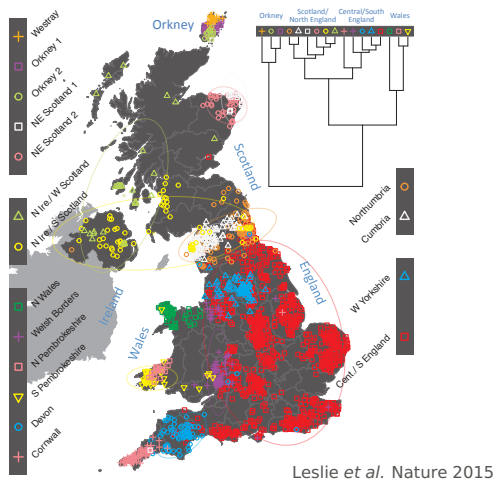 Orkney
Scotland/
North England
Central/South
England
Wales
Westray
Orkney 1
Orkney 2
NE Scotland 1
NE Scotland 2
Orkney
Scotland
N Ire./ W Scotland
N Ire./ S Scotland
Northumbria
Cumbria
Ireland
Wales
England
N Wales
Welsh Borders
N Pembrokeshire
S Pembrokeshire
Devon
Cornwall
W Yorkshire
Cent./ S England
Leslie et al. Nature 2015